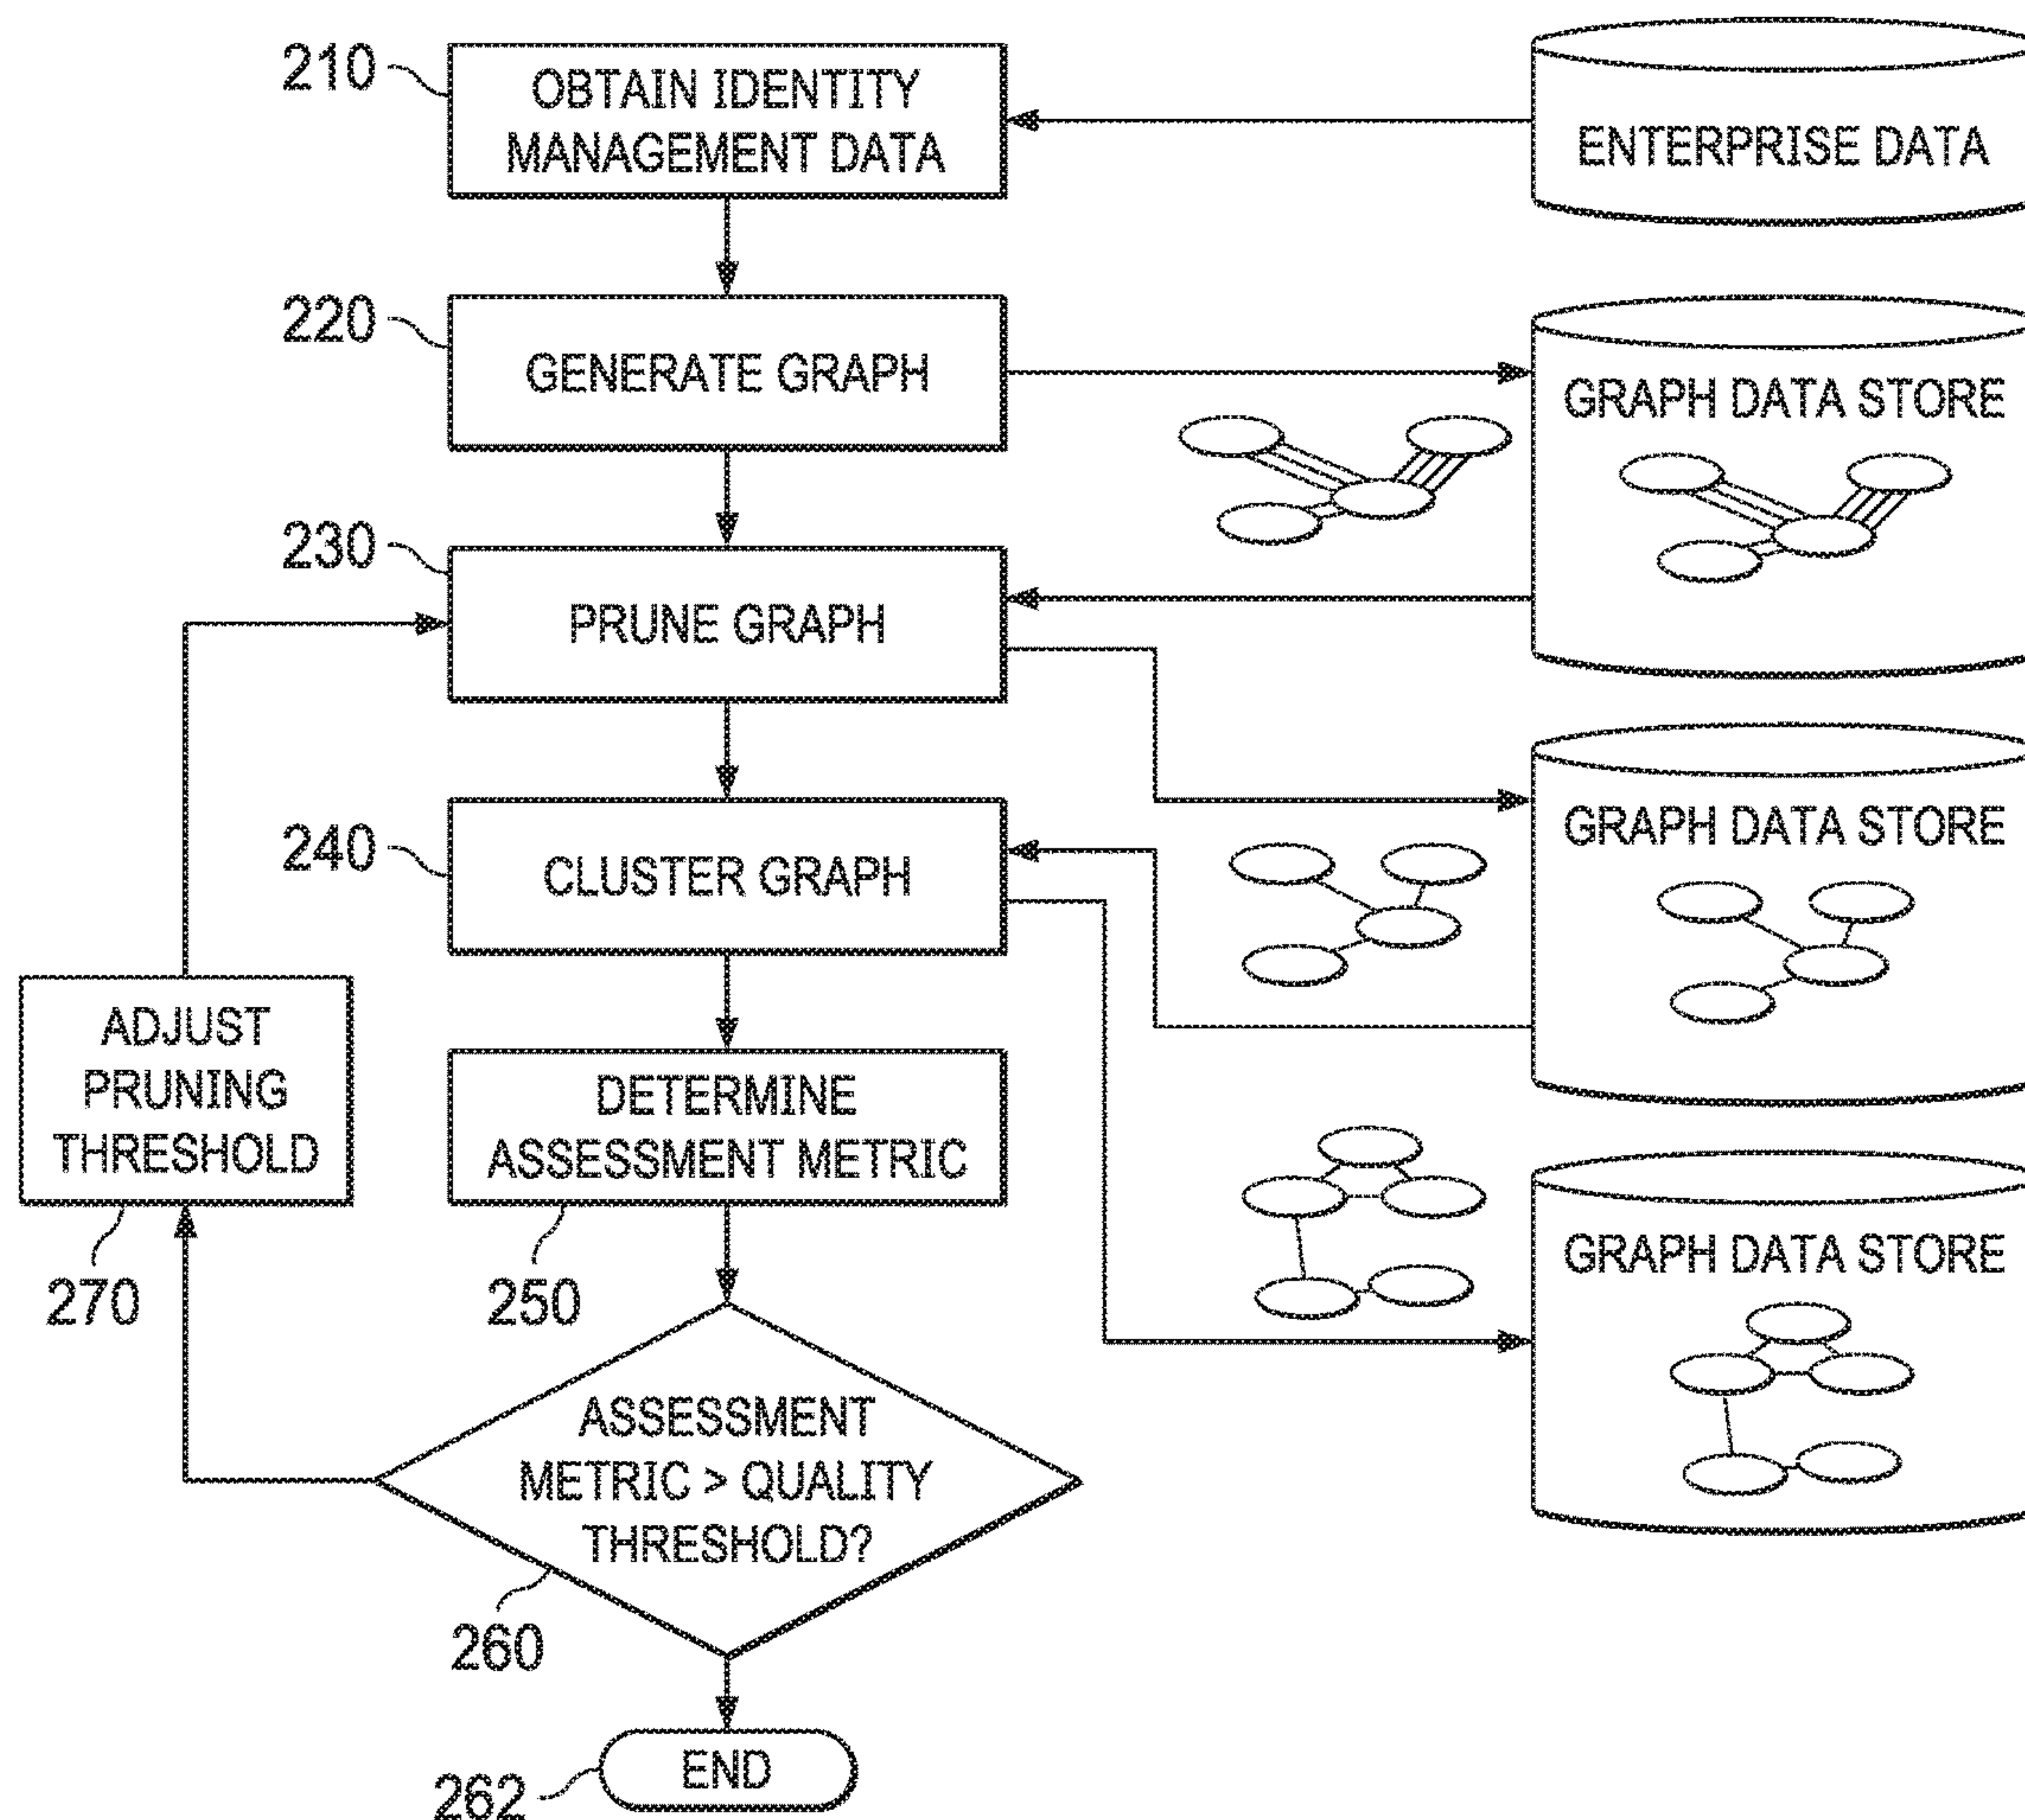 210
OBTAIN IDENTITY
MANAGEMENT DATA
ENTERPRISE DATA
220
GENERATE GRAPH
GRAPH DATA STORE
230
PRUNE GRAPH
240
CLUSTER GRAPH
GRAPH DATA STORE
ADJUST
PRUNING
THRESHOLD
270
DETERMINE
ASSESSMENT METRIC
250
GRAPH DATA STORE
ASSESSMENT
METRIC > QUALITY
THRESHOLD?
260
END
262